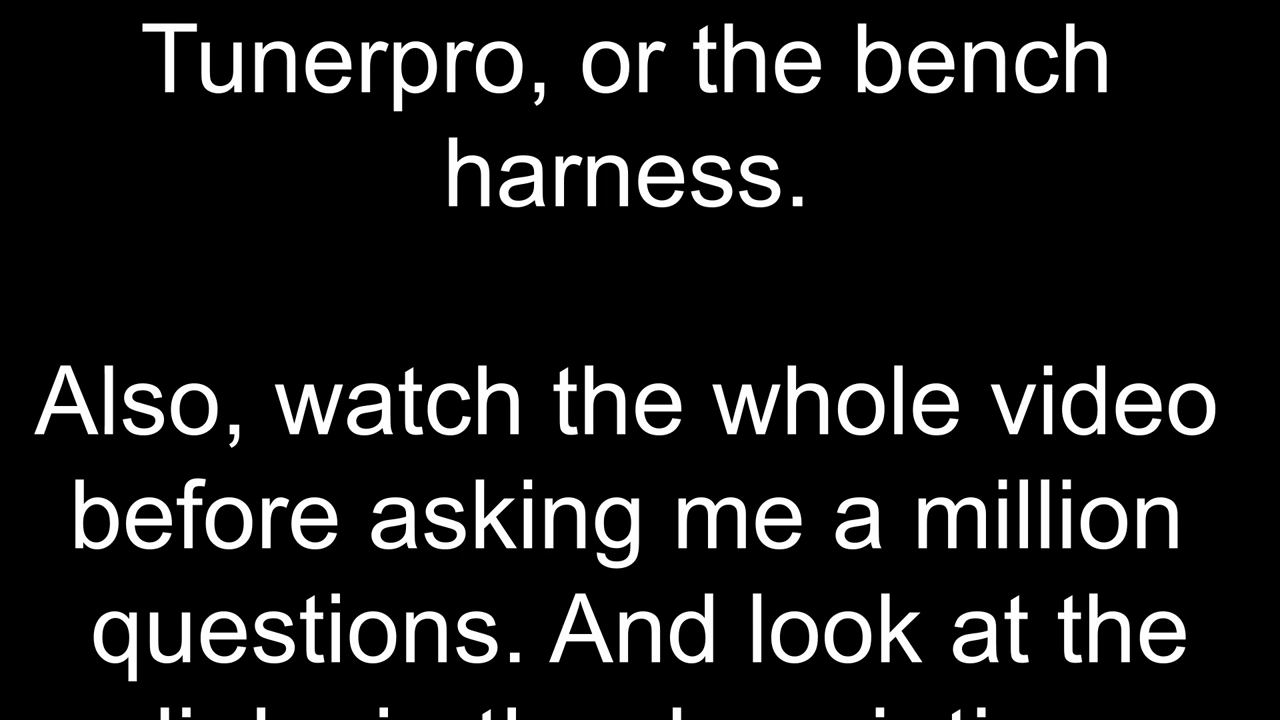 Tunerpro, or the bench
harness.
Also, watch the whole video
before asking me a million
questions. And look at the